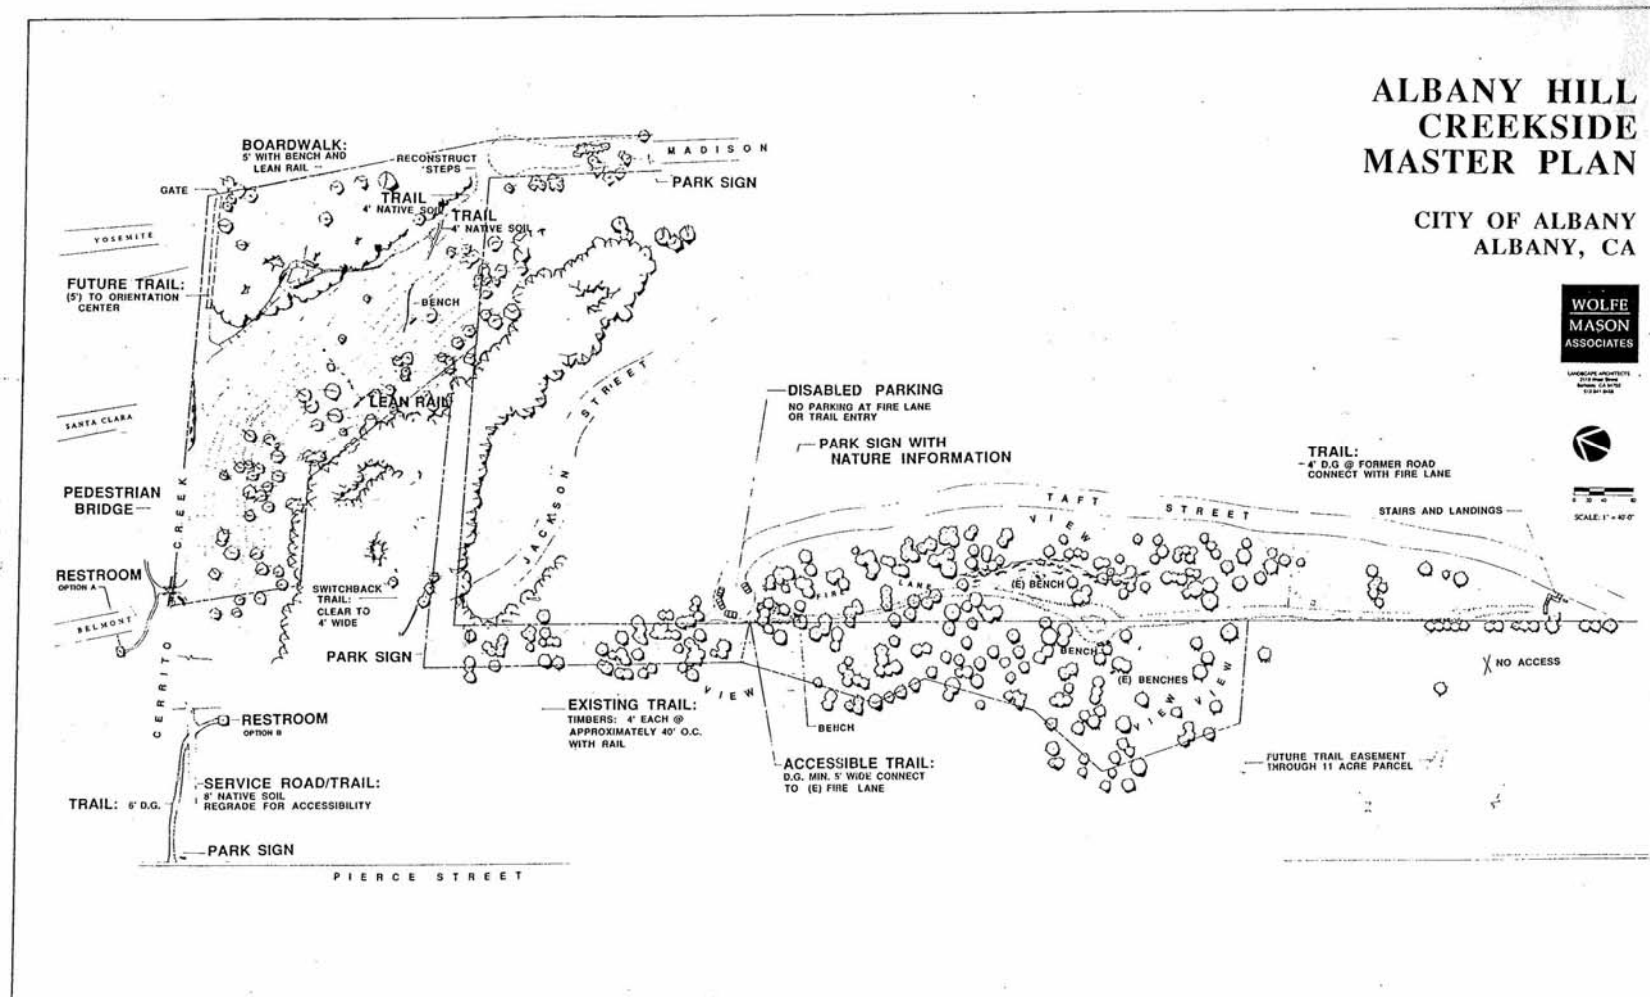 ALBANY HILL
CREEKSIDE
MASTER PLAN
CITY OF ALBANY
ALBANY, CA
WOLFE
MASON
ASSOCIATES
LANDSCAPE ARCHITECTS
SCALE: 1" = 40'-0"
BOARDWALK:
5' WITH BENCH AND
LEAN RAIL
RECONSTRUCT
STEPS
MADISON
PARK SIGN
GATE
TRAIL
4' NATIVE SOIL
TRAIL
4' NATIVE SOIL
YOSEMITE
FUTURE TRAIL:
(5') TO ORIENTATION
CENTER
BENCH
LEAN RAIL
SANTA CLARA
JACKSON STREET
DISABLED PARKING
NO PARKING AT FIRE LANE
OR TRAIL ENTRY
PARK SIGN WITH
NATURE INFORMATION
TRAIL:
4' D.G @ FORMER ROAD
CONNECT WITH FIRE LANE
TAFT STREET
VIEW
STAIRS AND LANDINGS
PEDESTRIAN
BRIDGE
CERRITO CREEK
RESTROOM
OPTION A
BELMONT
SWITCHBACK
TRAIL:
CLEAR TO
4' WIDE
PARK SIGN
FIRE LANE
(E) BENCH
BENCH
(E) BENCHES
VIEW
VIEW
NO ACCESS
VIEW
EXISTING TRAIL:
TIMBERS: 4' EACH @
APPROXIMATELY 40' O.C.
WITH RAIL
BENCH
ACCESSIBLE TRAIL:
D.G. MIN. 5' WIDE CONNECT
TO (E) FIRE LANE
FUTURE TRAIL EASEMENT
THROUGH 11 ACRE PARCEL
RESTROOM
OPTION B
SERVICE ROAD/TRAIL:
8' NATIVE SOIL
REGRADE FOR ACCESSIBILITY
TRAIL: 6' D.G.
PARK SIGN
PIERCE STREET